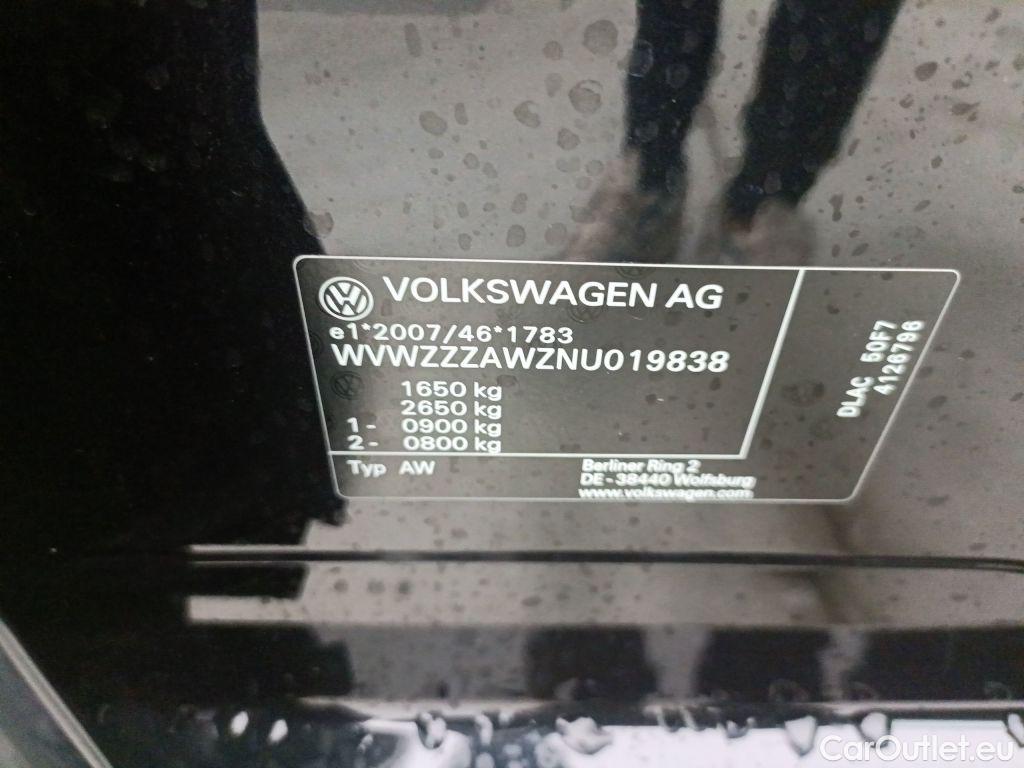 VOLKSWAGEN AG
e1*2007/46*1783
WVWZZZAWZNU019838
1650 kg
2650 kg
1- 0900 kg
2- 0800 kg
Typ AW
Berliner Ring 2
DE-38440 Wolfsburg
www.volkswagen.com
DLAC 50F7
4126796
CarOutlet.eu